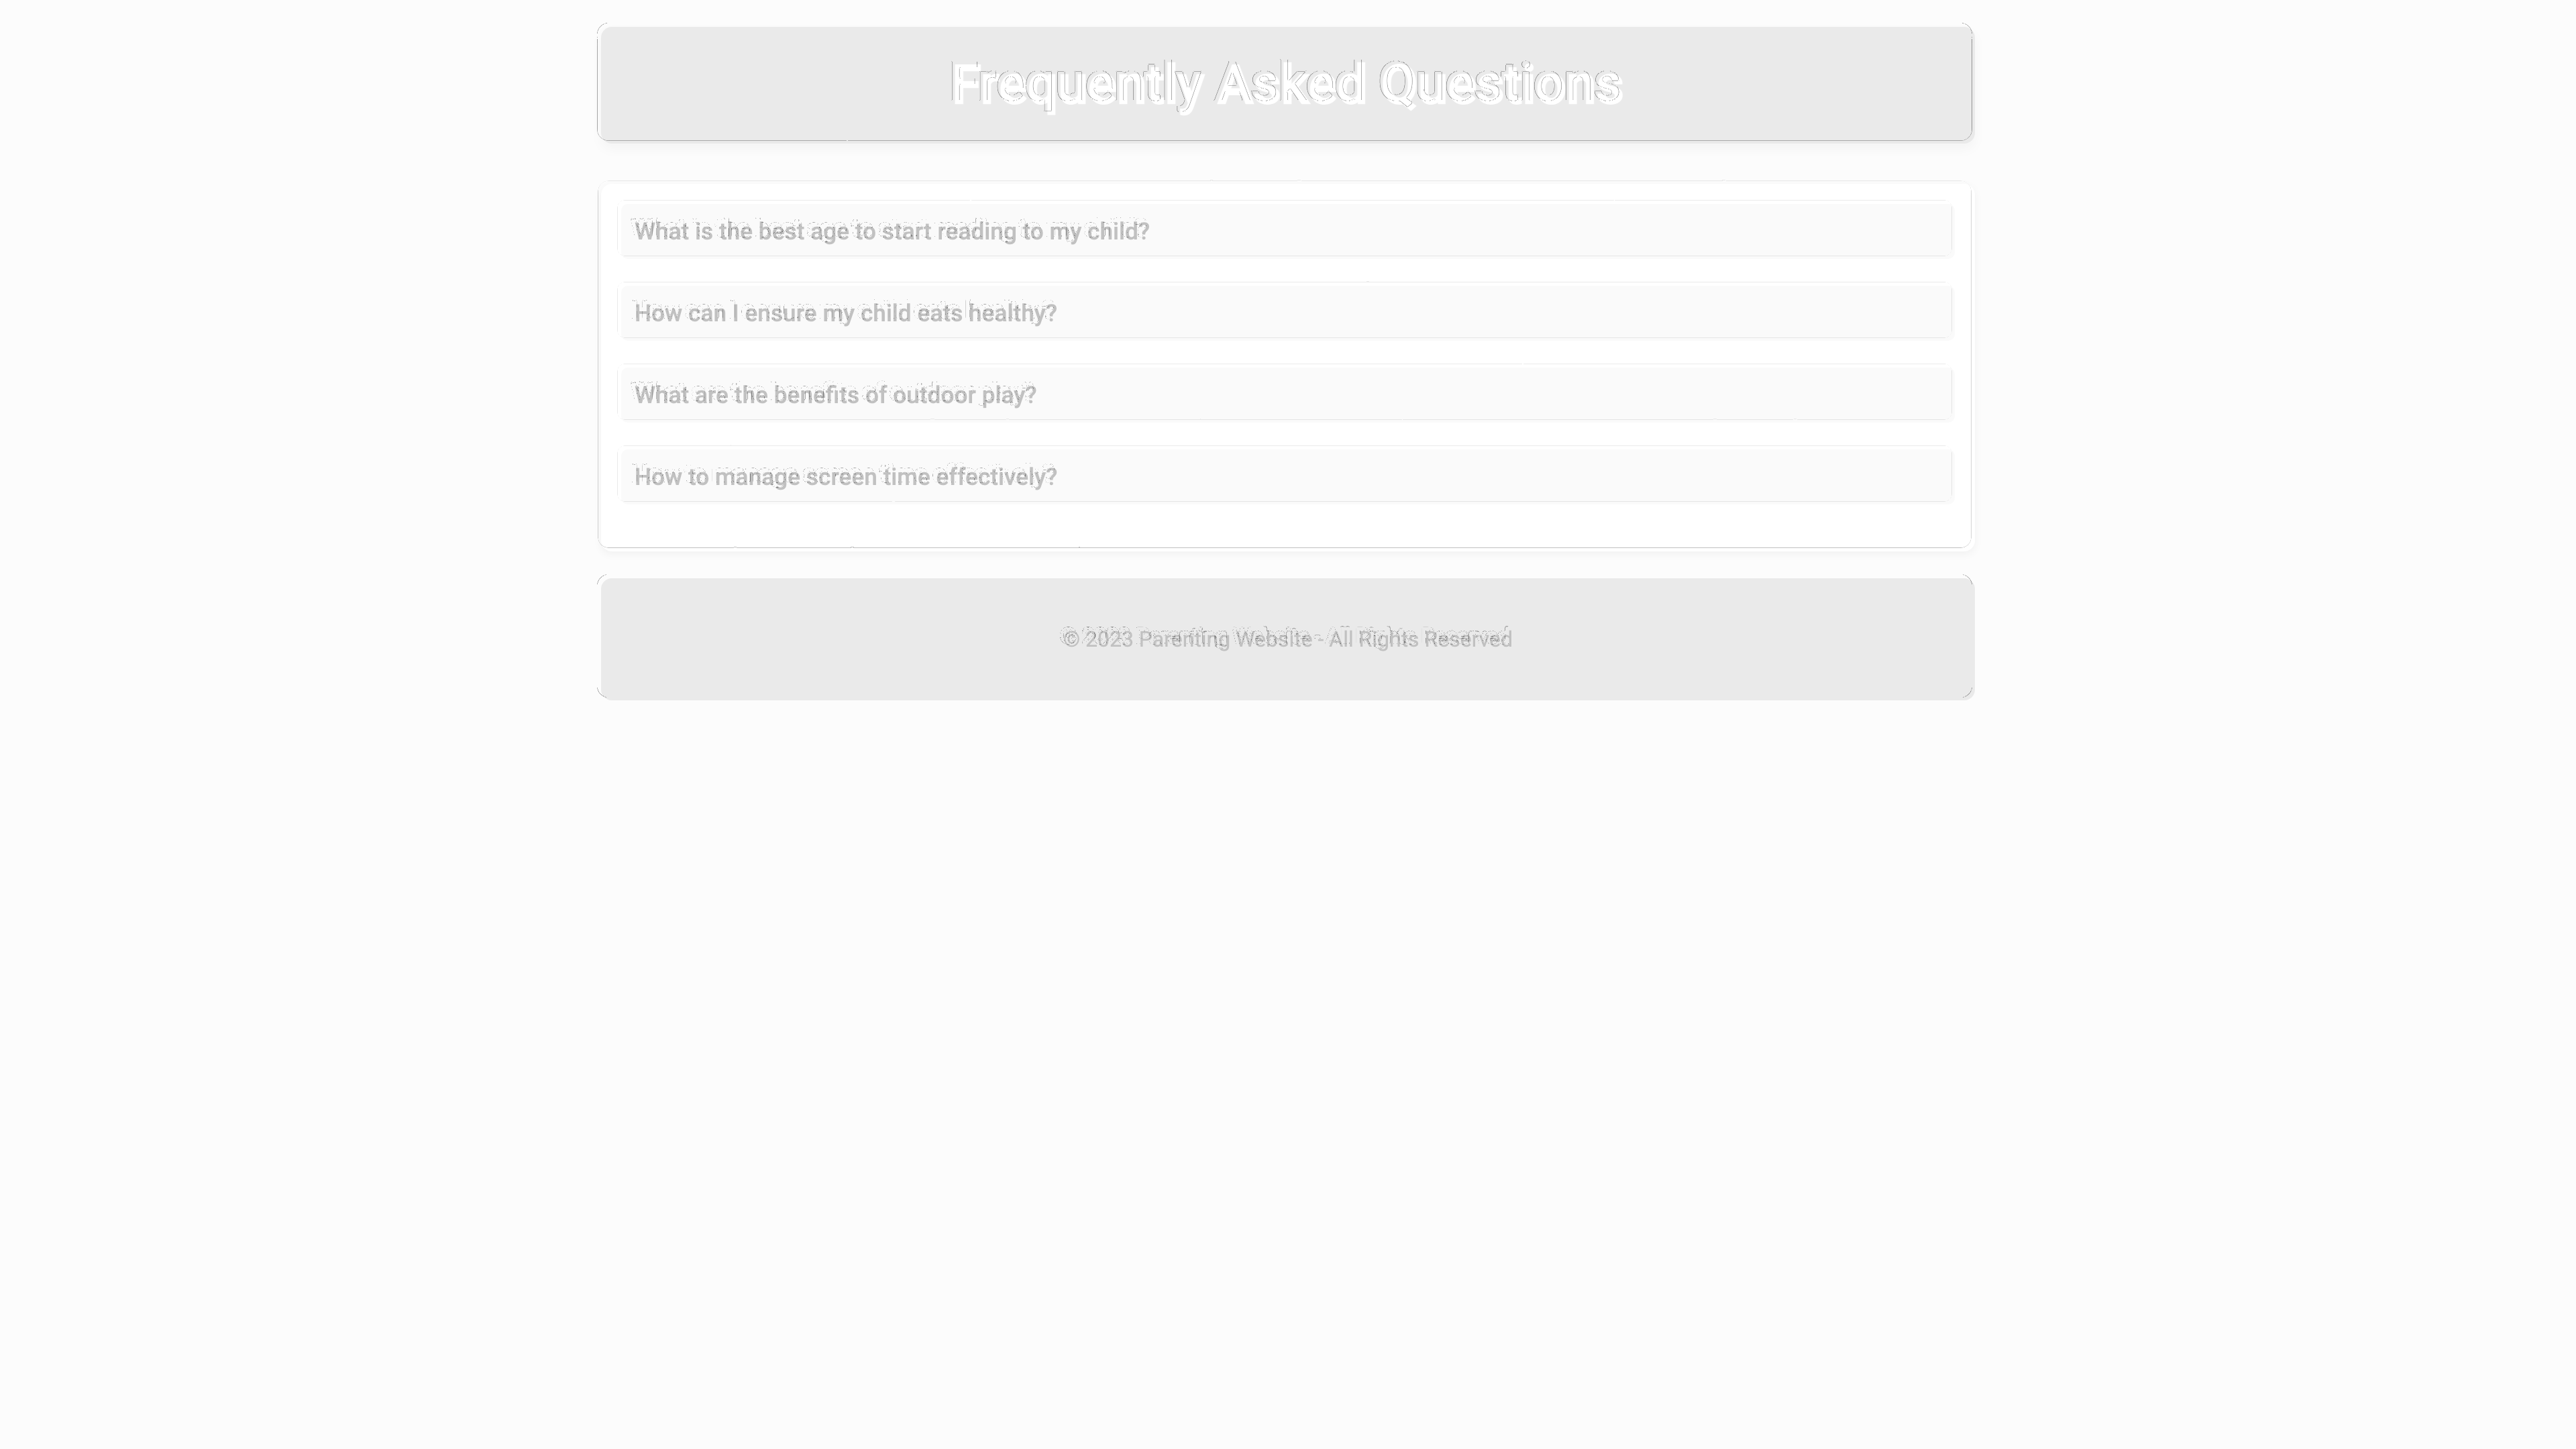 Frequently Asked Questions
What is the best age to start reading to my child?
How can I ensure my child eats healthy?
What are the benefits of outdoor play?
How to manage screen time effectively?
© 2023 Parenting Website - All Rights Reserved